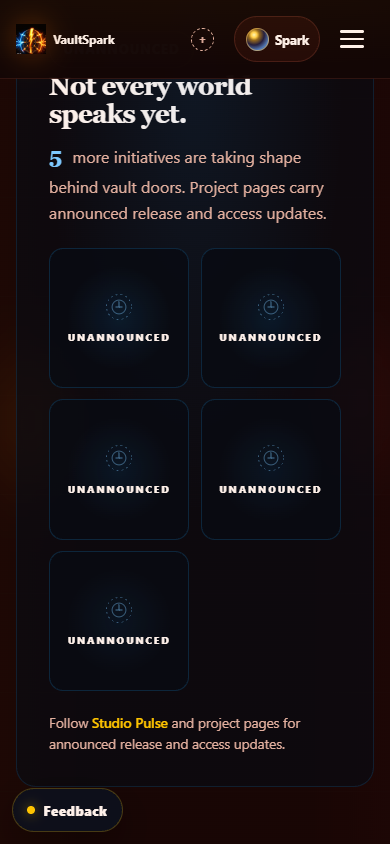 VaultSpark
+
Spark
Not every world
speaks yet.
5 more initiatives are taking shape
behind vault doors. Project pages carry
announced release and access updates.
UNANNOUNCED
UNANNOUNCED
UNANNOUNCED
UNANNOUNCED
UNANNOUNCED
Follow Studio Pulse and project pages for
announced release and access updates.
Feedback